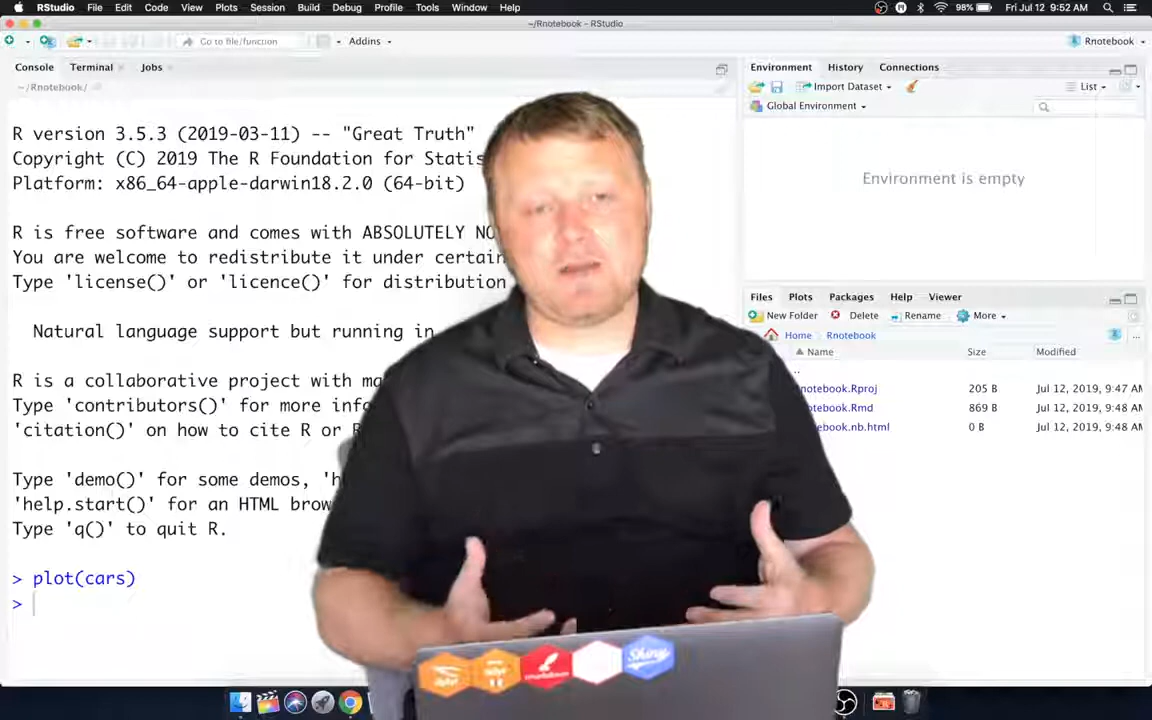 RStudio File Edit Code View Plots Session Build Debug Profile Tools Window Help 98% Fri Jul 12 9:52 AM
~/Rnotebook - RStudio
Go to file/function Addins Rnotebook
Console Terminal Jobs
~/Rnotebook/
R version 3.5.3 (2019-03-11) -- "Great Truth"
Copyright (C) 2019 The R Foundation for
Platform: x86_64-apple-darwin18.2.0 (64-bit)
R is free software and comes with ABSOLUTELY
You are welcome to redistribute it under
Type 'license()' or 'licence()' for distribution
Natural language support but running in
R is a collaborative project with
Type 'contributors()' for more
'citation()' on how to cite R or
Type 'demo()' for some demos,
'help.start()' for an HTML
Type 'q()' to quit R.
> plot(cars)
>
Environment History Connections
Import Dataset List
Global Environment
Environment is empty
Files Plots Packages Help Viewer
New Folder Delete Rename More
Home Rnotebook
Name Size Modified
..
notebook.Rproj 205 B Jul 12, 2019, 9:47 AM
notebook.Rmd 869 B Jul 12, 2019, 9:48 AM
notebook.nb.html 0 B Jul 12, 2019, 9:48 AM
Shiny